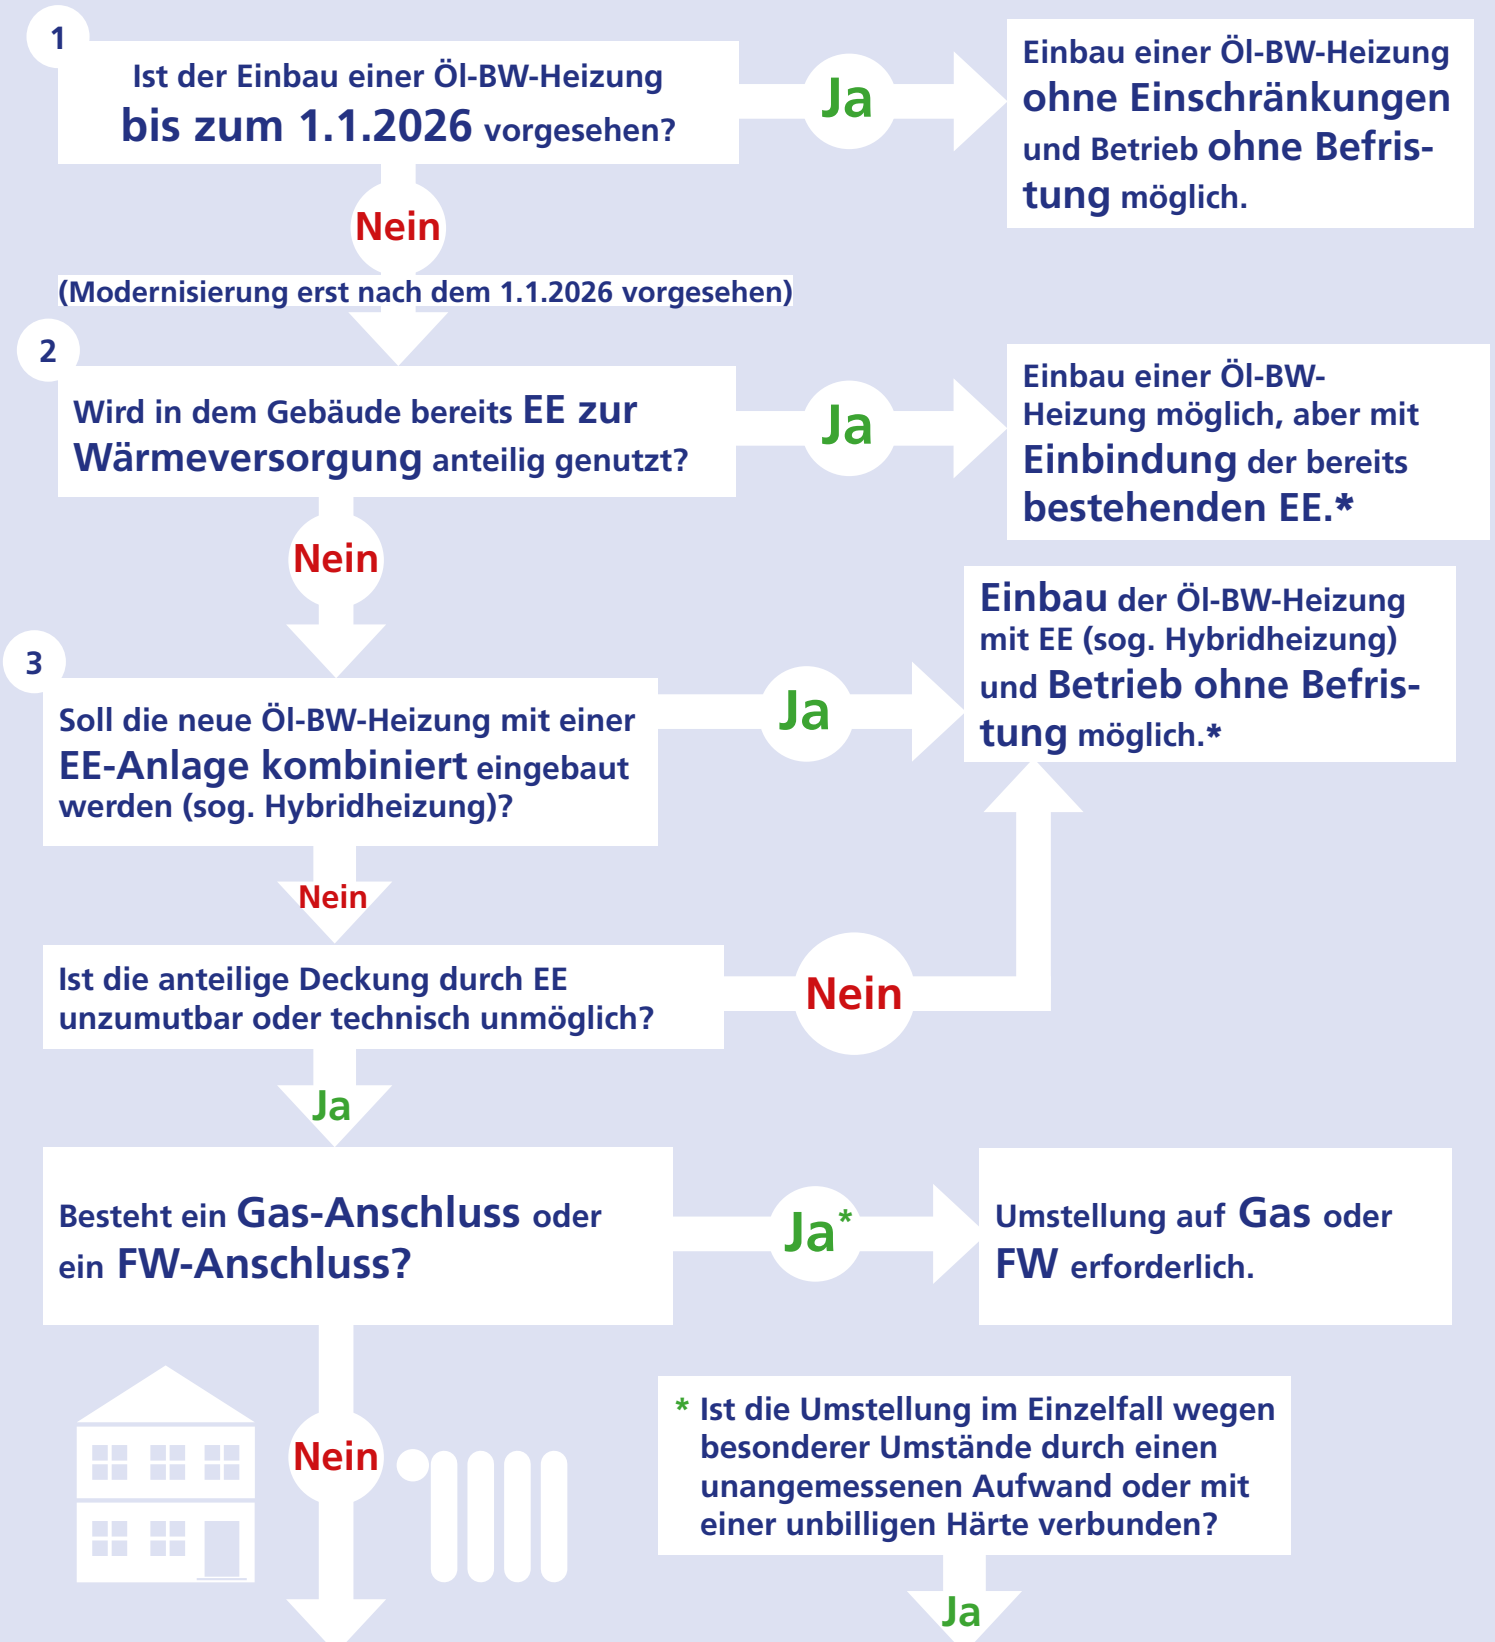 1
Ist der Einbau einer Öl-BW-Heizung
bis zum 1.1.2026 vorgesehen?
Ja
Einbau einer Öl-BW-Heizung
ohne Einschränkungen
und Betrieb ohne Befris-
tung möglich.
Nein
(Modernisierung erst nach dem 1.1.2026 vorgesehen)
2
Wird in dem Gebäude bereits EE zur
Wärmeversorgung anteilig genutzt?
Ja
Einbau einer Öl-BW-
Heizung möglich, aber mit
Einbindung der bereits
bestehenden EE.*
Nein
3
Soll die neue Öl-BW-Heizung mit einer
EE-Anlage kombiniert eingebaut
werden (sog. Hybridheizung)?
Ja
Einbau der Öl-BW-Heizung
mit EE (sog. Hybridheizung)
und Betrieb ohne Befris-
tung möglich.*
Nein
Ist die anteilige Deckung durch EE
unzumutbar oder technisch unmöglich?
Nein
Ja
Besteht ein Gas-Anschluss oder
ein FW-Anschluss?
Ja*
Umstellung auf Gas oder
FW erforderlich.
Nein
* Ist die Umstellung im Einzelfall wegen
besonderer Umstände durch einen
unangemessenen Aufwand oder mit
einer unbilligen Härte verbunden?
Ja